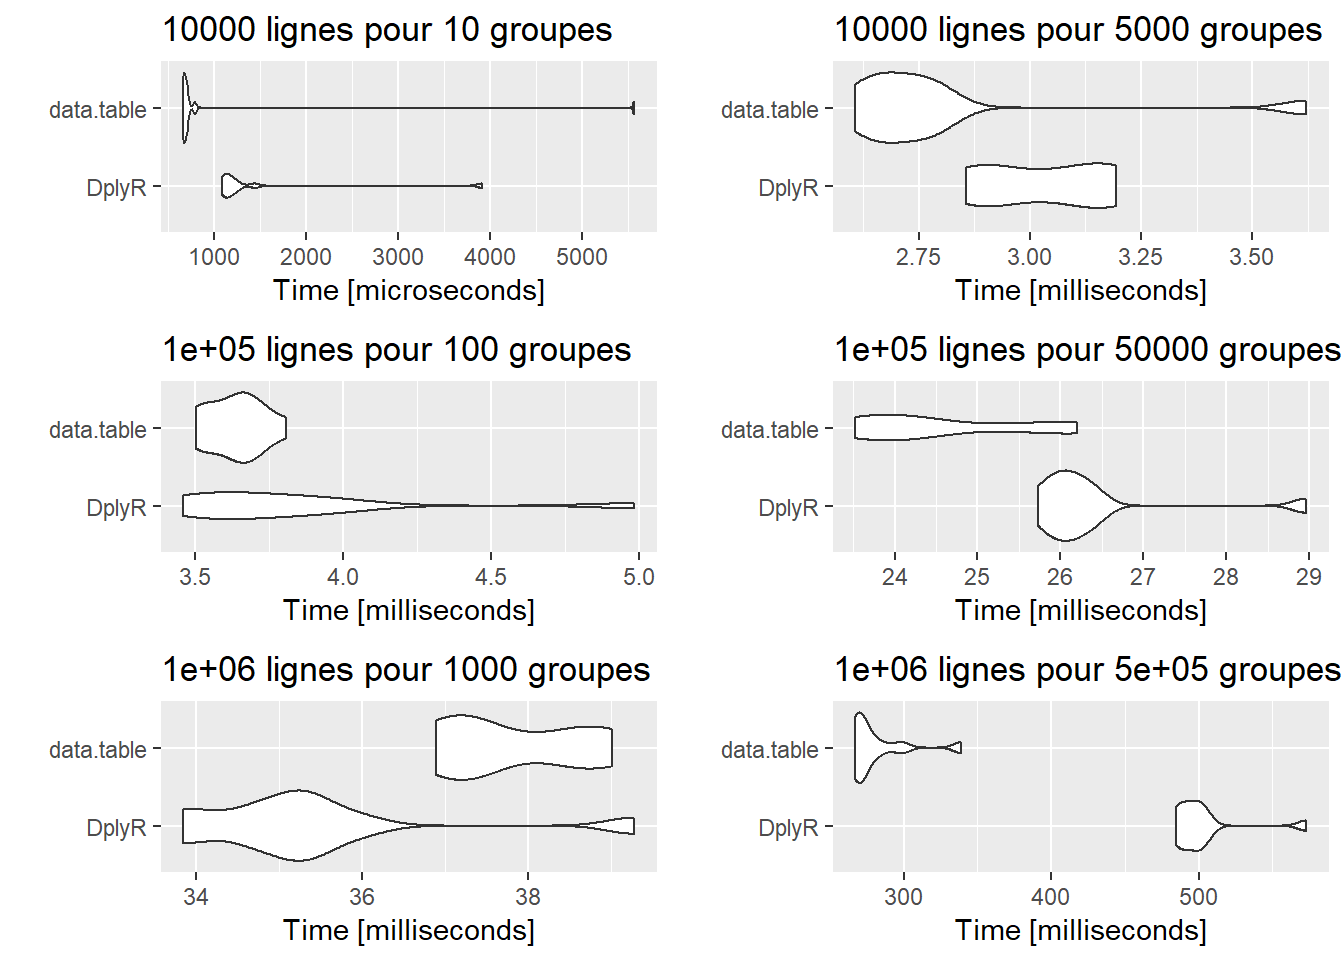 10000 lignes pour 10 groupes
data.table
DplyR
1000 2000 3000 4000 5000
Time [microseconds]
10000 lignes pour 5000 groupes
data.table
DplyR
2.75 3.00 3.25 3.50
Time [milliseconds]
1e+05 lignes pour 100 groupes
data.table
DplyR
3.5 4.0 4.5 5.0
Time [milliseconds]
1e+05 lignes pour 50000 groupes
data.table
DplyR
24 25 26 27 28 29
Time [milliseconds]
1e+06 lignes pour 1000 groupes
data.table
DplyR
34 36 38
Time [milliseconds]
1e+06 lignes pour 5e+05 groupes
data.table
DplyR
300 400 500
Time [milliseconds]